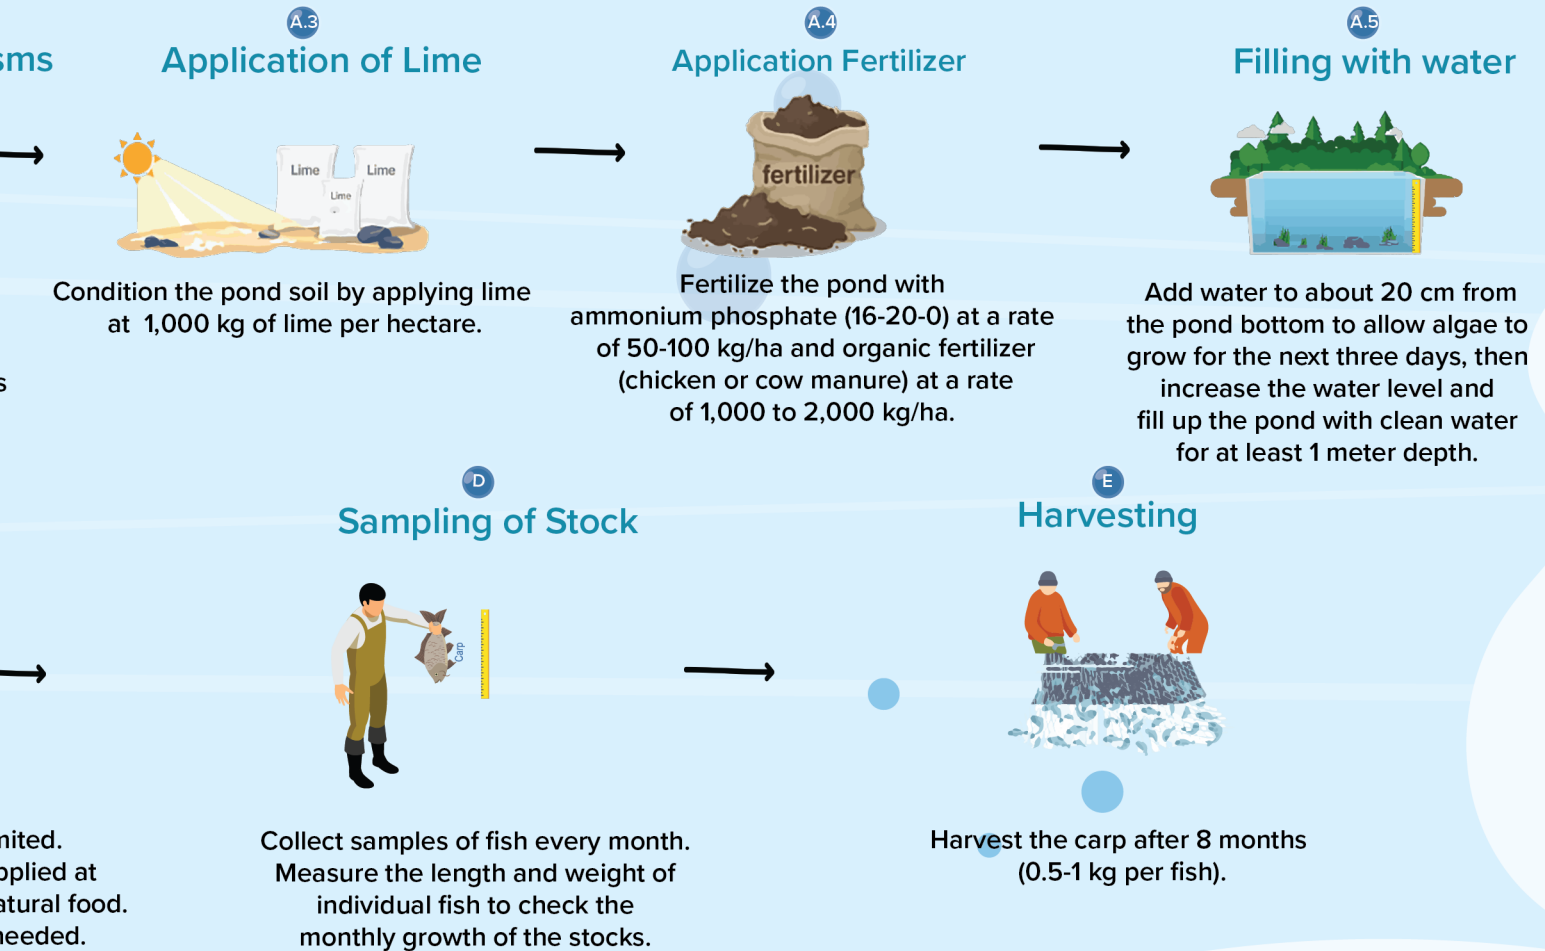 A.3
Application of Lime
Lime
Lime
Lime
Condition the pond soil by applying lime
at 1,000 kg of lime per hectare.
A.4
Application Fertilizer
fertilizer
Fertilize the pond with
ammonium phosphate (16-20-0) at a rate
of 50-100 kg/ha and organic fertilizer
(chicken or cow manure) at a rate
of 1,000 to 2,000 kg/ha.
A.5
Filling with water
Add water to about 20 cm from
the pond bottom to allow algae to
grow for the next three days, then
increase the water level and
fill up the pond with clean water
for at least 1 meter depth.
food.
D
Sampling of Stock
Carp
Collect samples of fish every month.
Measure the length and weight of
individual fish to check the
monthly growth of the stocks.
E
Harvesting
Harvest the carp after 8 months
(0.5-1 kg per fish).